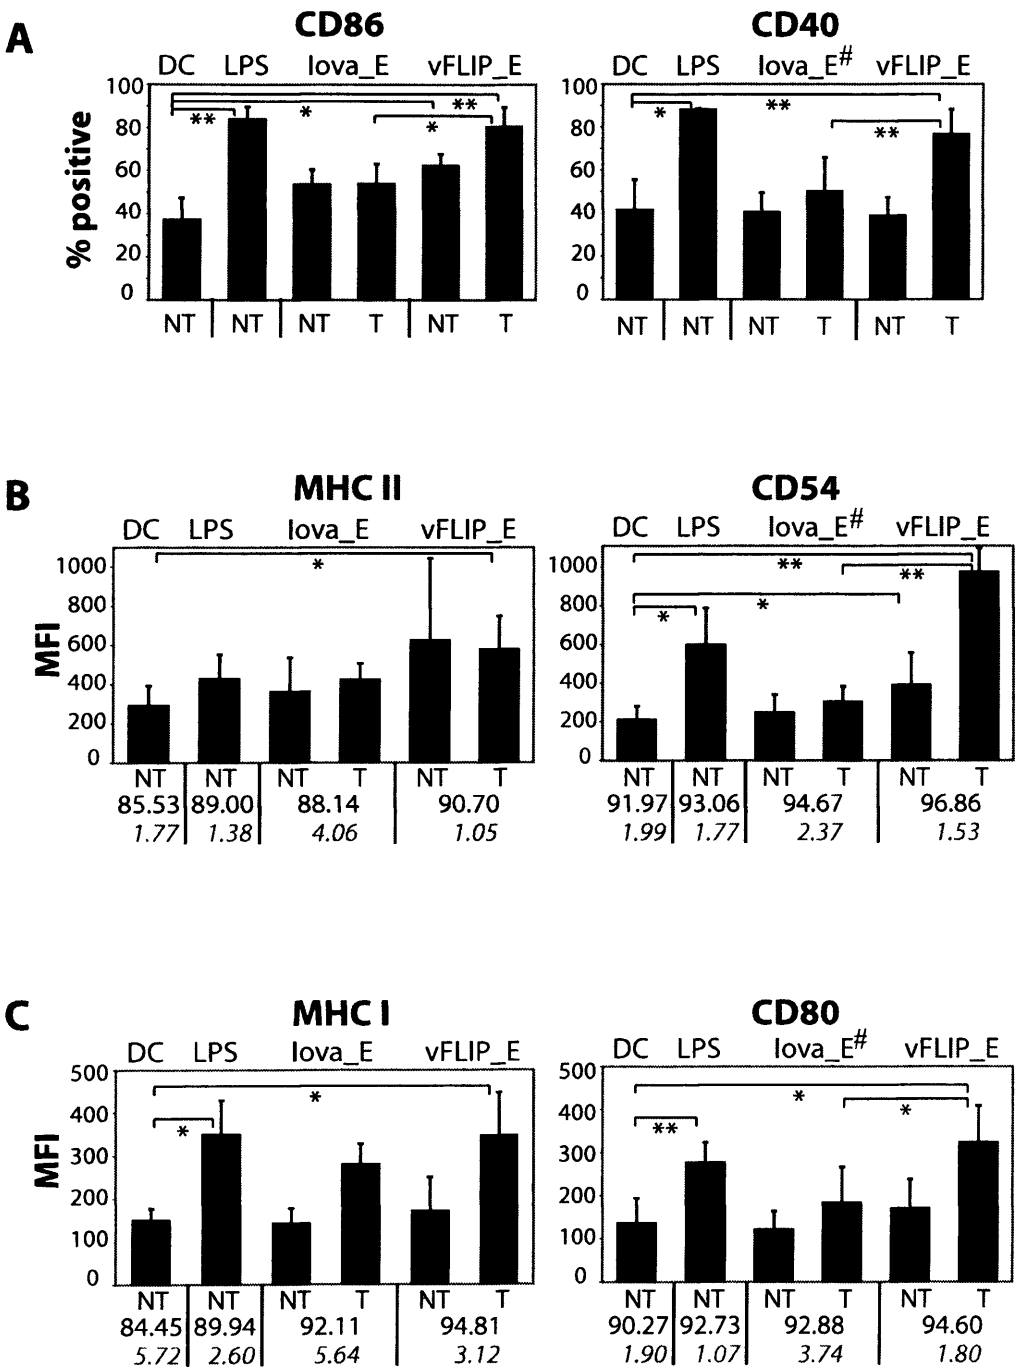 A
CD86
DC LPS Iova_E vFLIP_E
% positive
100
80
60
40
20
0
** * ** *
NT NT NT T NT T
CD40
DC LPS Iova_E# vFLIP_E
100
80
60
40
20
0
* ** **
NT NT NT T NT T
B
MHC II
DC LPS Iova_E vFLIP_E
MFI
1000
800
600
400
200
0
*
NT NT NT T NT T
85.53 89.00 88.14 90.70
1.77 1.38 4.06 1.05
CD54
DC LPS Iova_E# vFLIP_E
1000
800
600
400
200
0
** ** * *
NT NT NT T NT T
91.97 93.06 94.67 96.86
1.99 1.77 2.37 1.53
C
MHC I
DC LPS Iova_E vFLIP_E
MFI
500
400
300
200
100
0
* *
NT NT NT T NT T
84.45 89.94 92.11 94.81
5.72 2.60 5.64 3.12
CD80
DC LPS Iova_E# vFLIP_E
500
400
300
200
100
0
* * **
NT NT NT T NT T
90.27 92.73 92.88 94.60
1.90 1.07 3.74 1.80